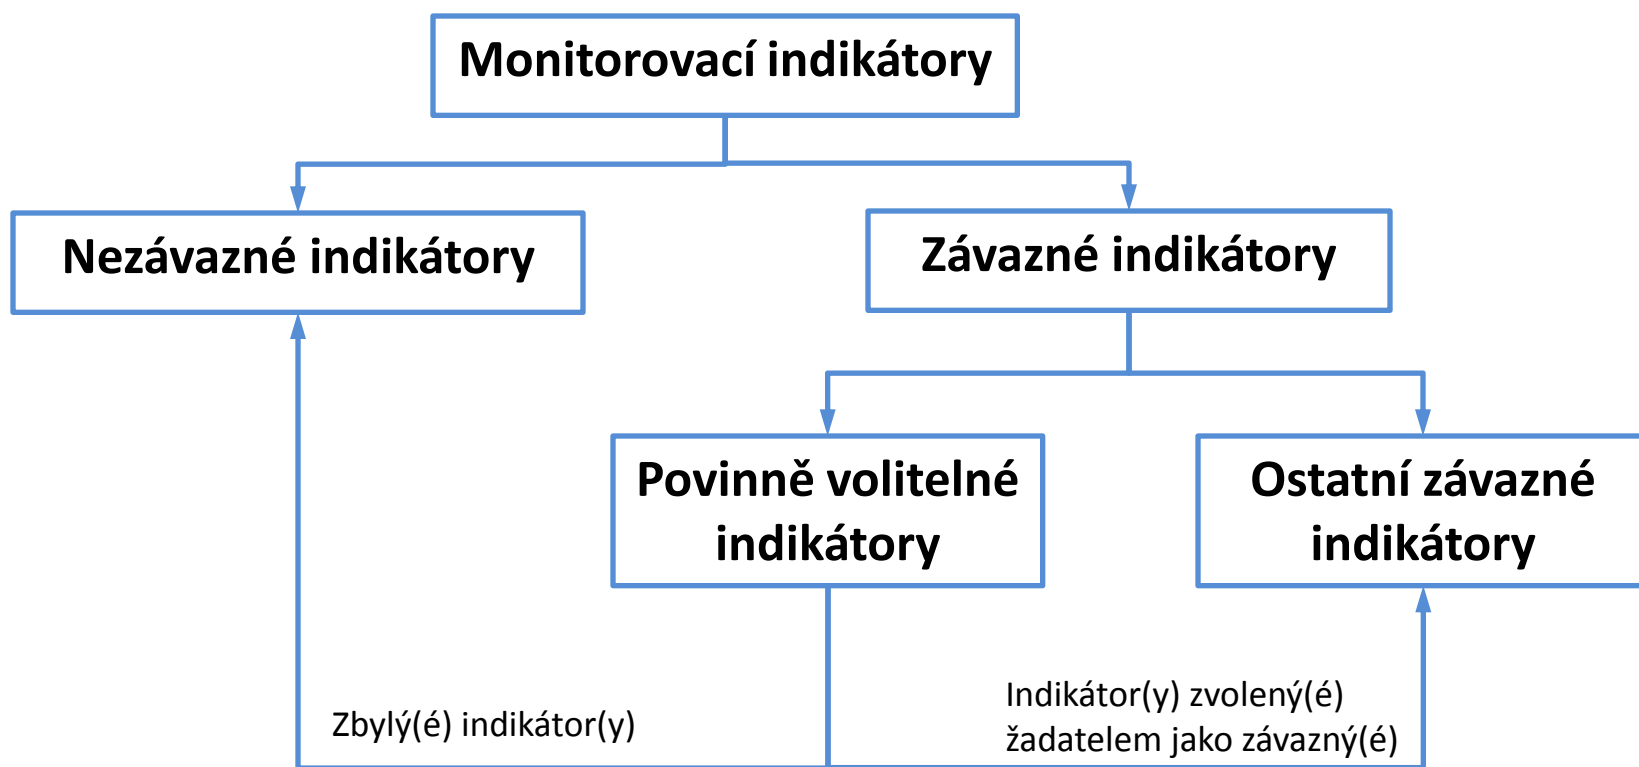 Monitorovací indikátory
Nezávazné indikátory
Závazné indikátory
Povinně volitelné
indikátory
Ostatní závazné
indikátory
Zbylý(é) indikátor(y)
Indikátor(y) zvolený(é)
žadatelem jako závazný(é)